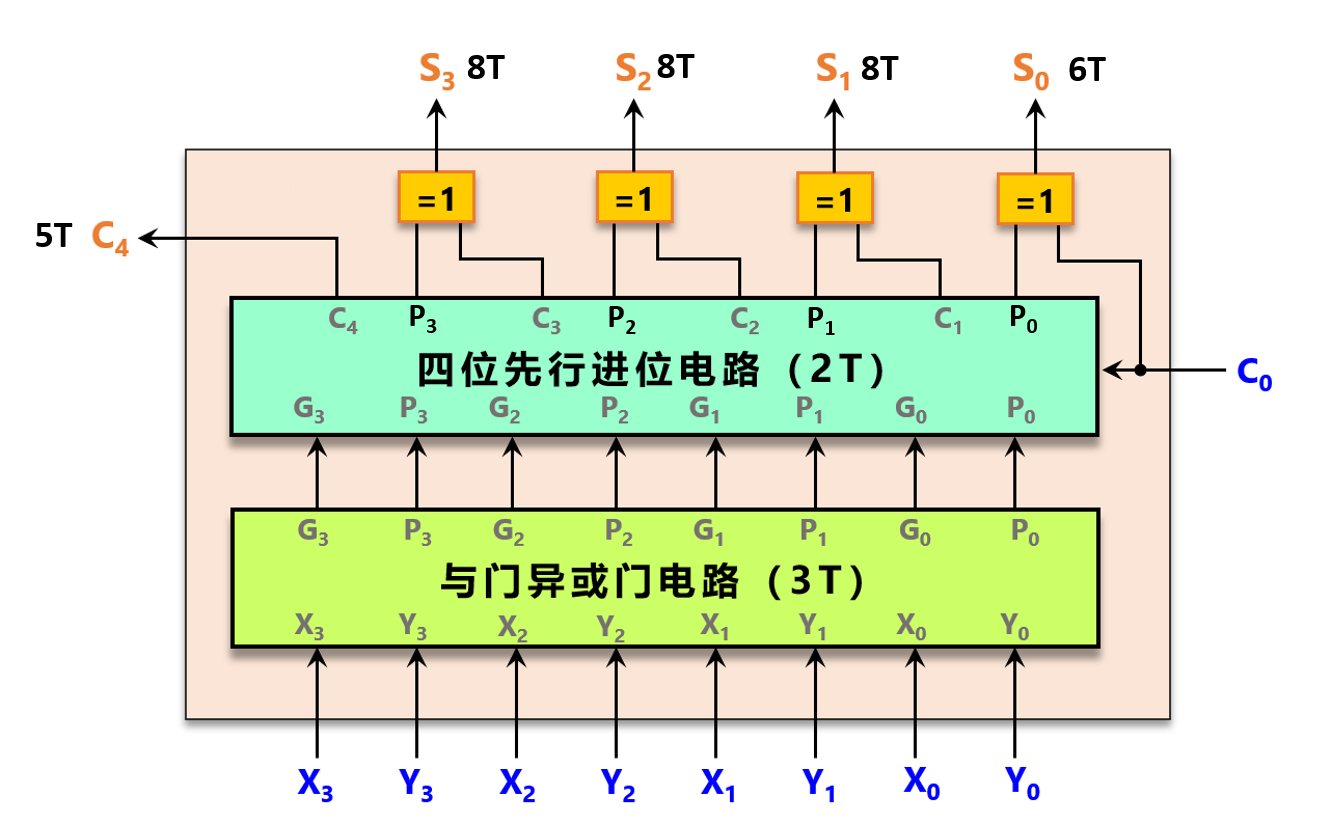 S₃ 8T S₂ 8T S₁ 8T S₀ 6T
=1 =1 =1 =1
5T C₄
C₄ P₃ C₃ P₂ C₂ P₁ C₁ P₀
四位先行进位电路（2T）
C₀
G₃ P₃ G₂ P₂ G₁ P₁ G₀ P₀
G₃ P₃ G₂ P₂ G₁ P₁ G₀ P₀
与门异或门电路（3T）
X₃ Y₃ X₂ Y₂ X₁ Y₁ X₀ Y₀
X₃ Y₃ X₂ Y₂ X₁ Y₁ X₀ Y₀